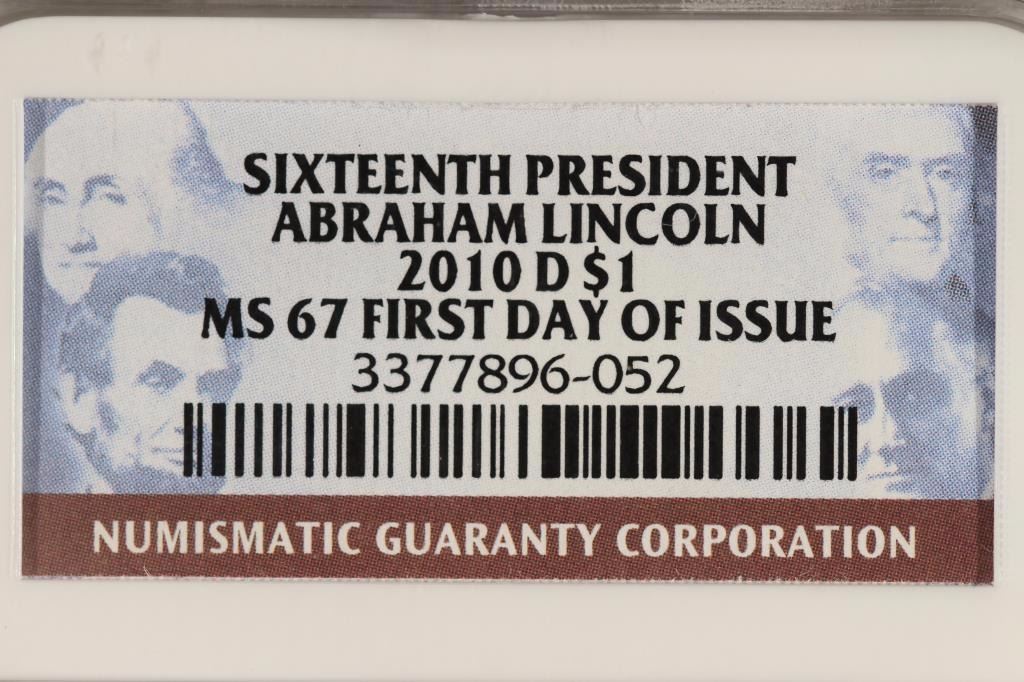 SIXTEENTH PRESIDENT
ABRAHAM LINCOLN
2010 D $1
MS 67 FIRST DAY OF ISSUE
3377896-052
NUMISMATIC GUARANTY CORPORATION